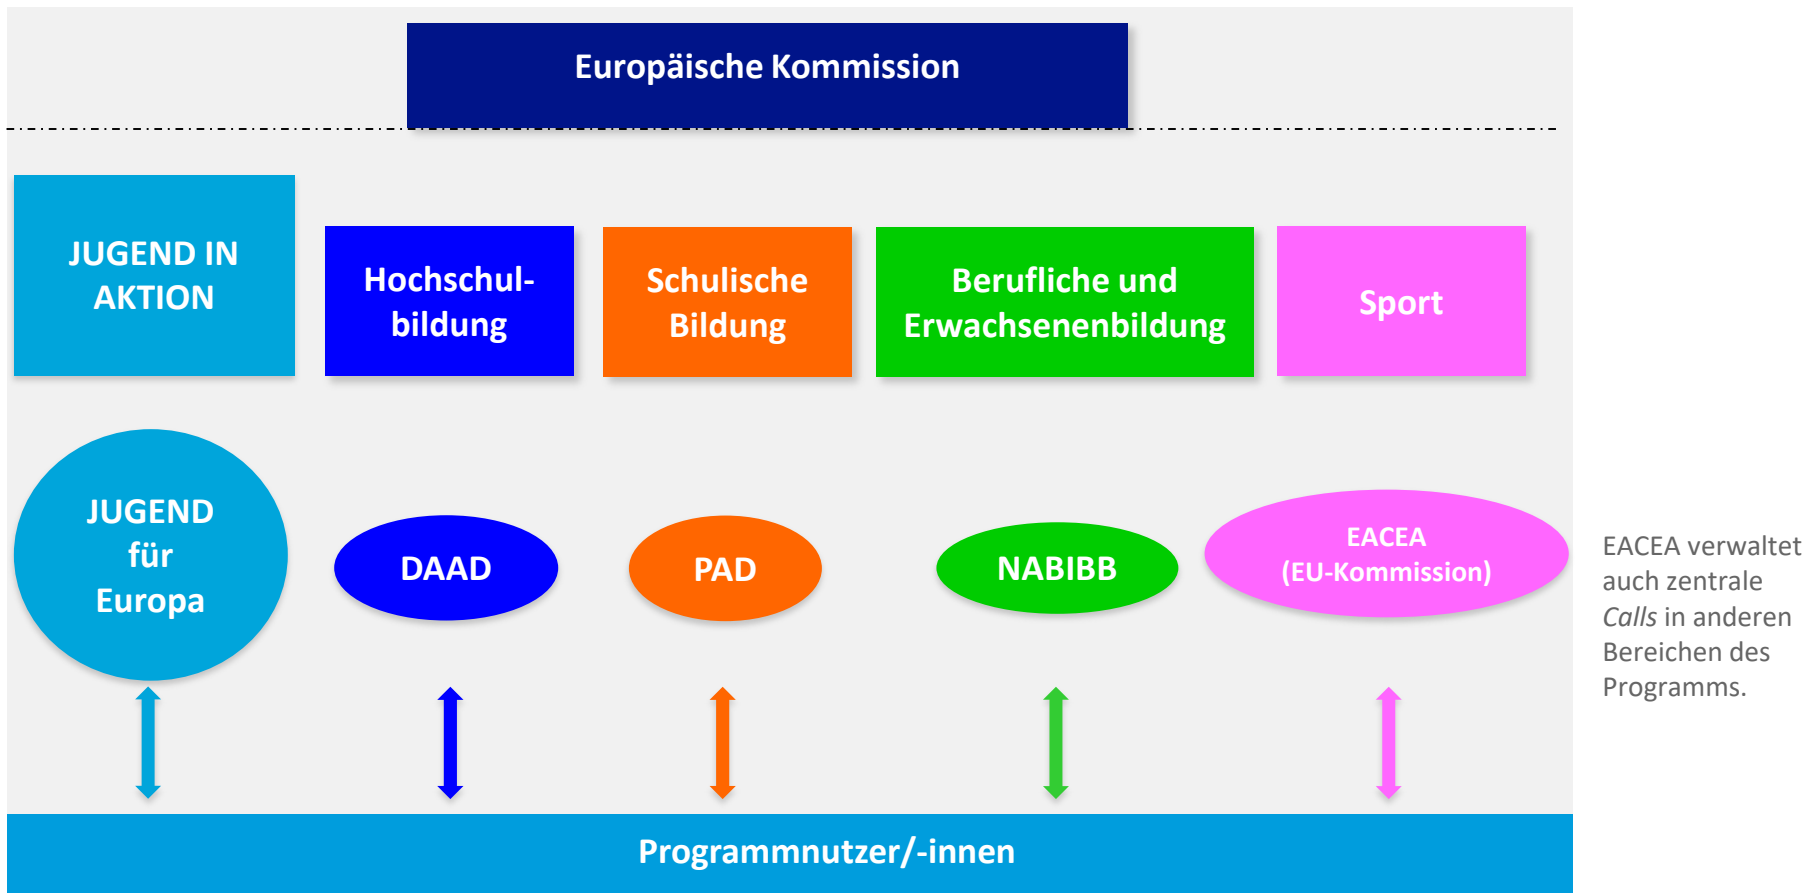 Europäische Kommission
JUGEND IN
AKTION
Hochschul-
bildung
Schulische
Bildung
Berufliche und
Erwachsenenbildung
Sport
JUGEND
für
Europa
DAAD
PAD
NABIBB
EACEA
(EU-Kommission)
EACEA verwaltet
auch zentrale
Calls in anderen
Bereichen des
Programms.
Programmnutzer/-innen